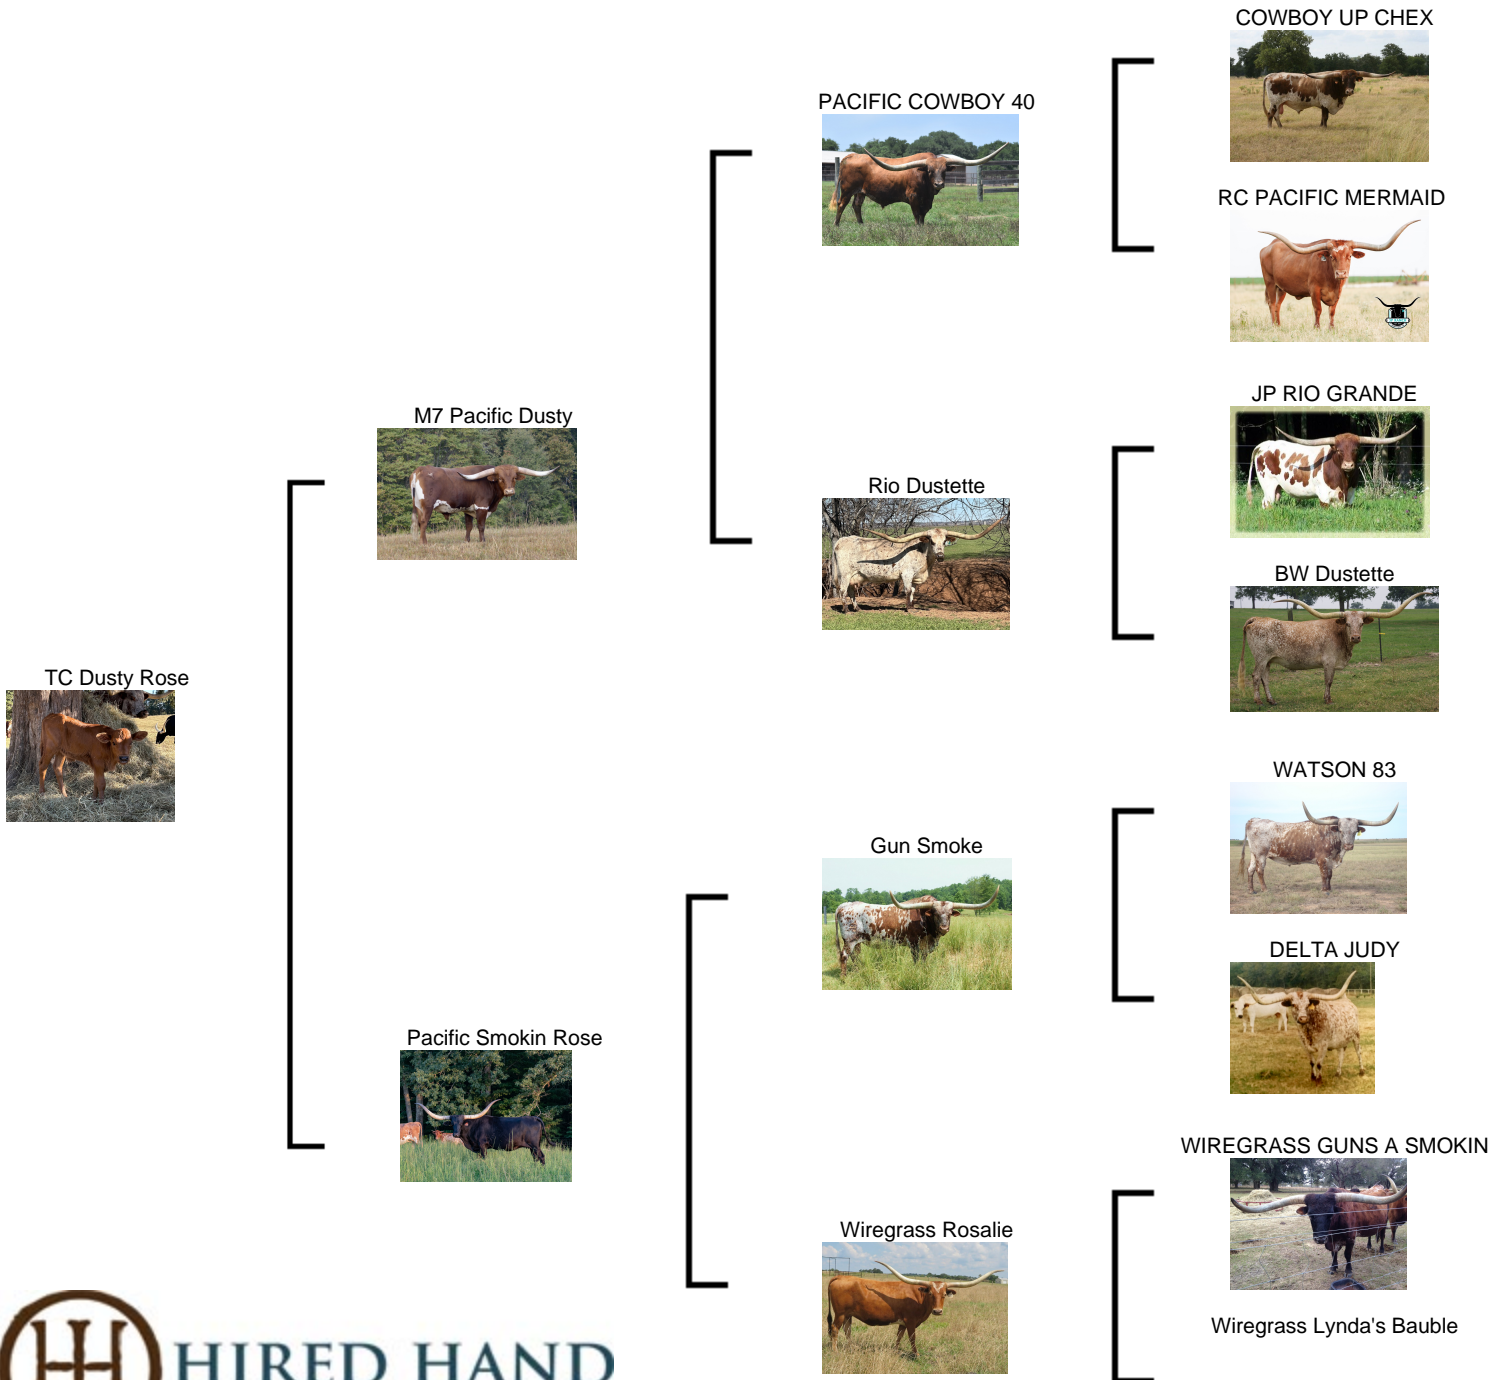 COWBOY UP CHEX
PACIFIC COWBOY 40
RC PACIFIC MERMAID
M7 Pacific Dusty
JP RIO GRANDE
Rio Dustette
BW Dustette
TC Dusty Rose
WATSON 83
Gun Smoke
DELTA JUDY
Pacific Smokin Rose
WIREGRASS GUNS A SMOKIN
Wiregrass Rosalie
Wiregrass Lynda's Bauble
HIRED HAND